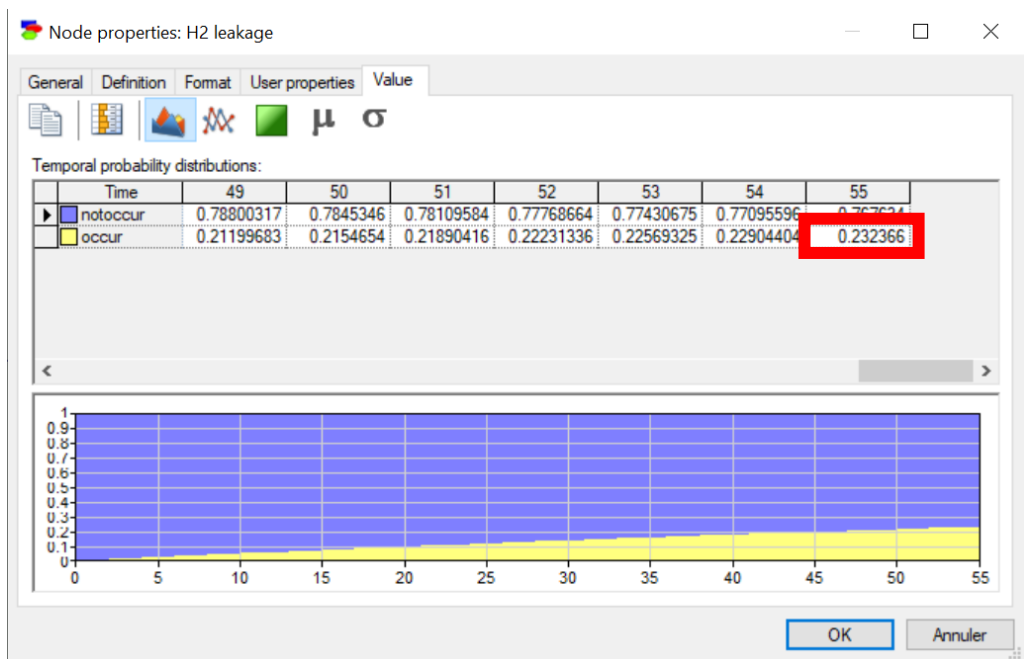 Node properties: H2 leakage
General Definition Format User properties Value
μ σ
Temporal probability distributions:
Time 49 50 51 52 53 54 55
notoccur 0.78800317 0.7845346 0.78109584 0.77768664 0.77430675 0.77095596 0.767634
occur 0.21199683 0.2154654 0.21890416 0.22231336 0.22569325 0.22904404 0.232366
1
0.9
0.8
0.7
0.6
0.5
0.4
0.3
0.2
0.1
0
0 5 10 15 20 25 30 35 40 45 50 55
OK Annuler